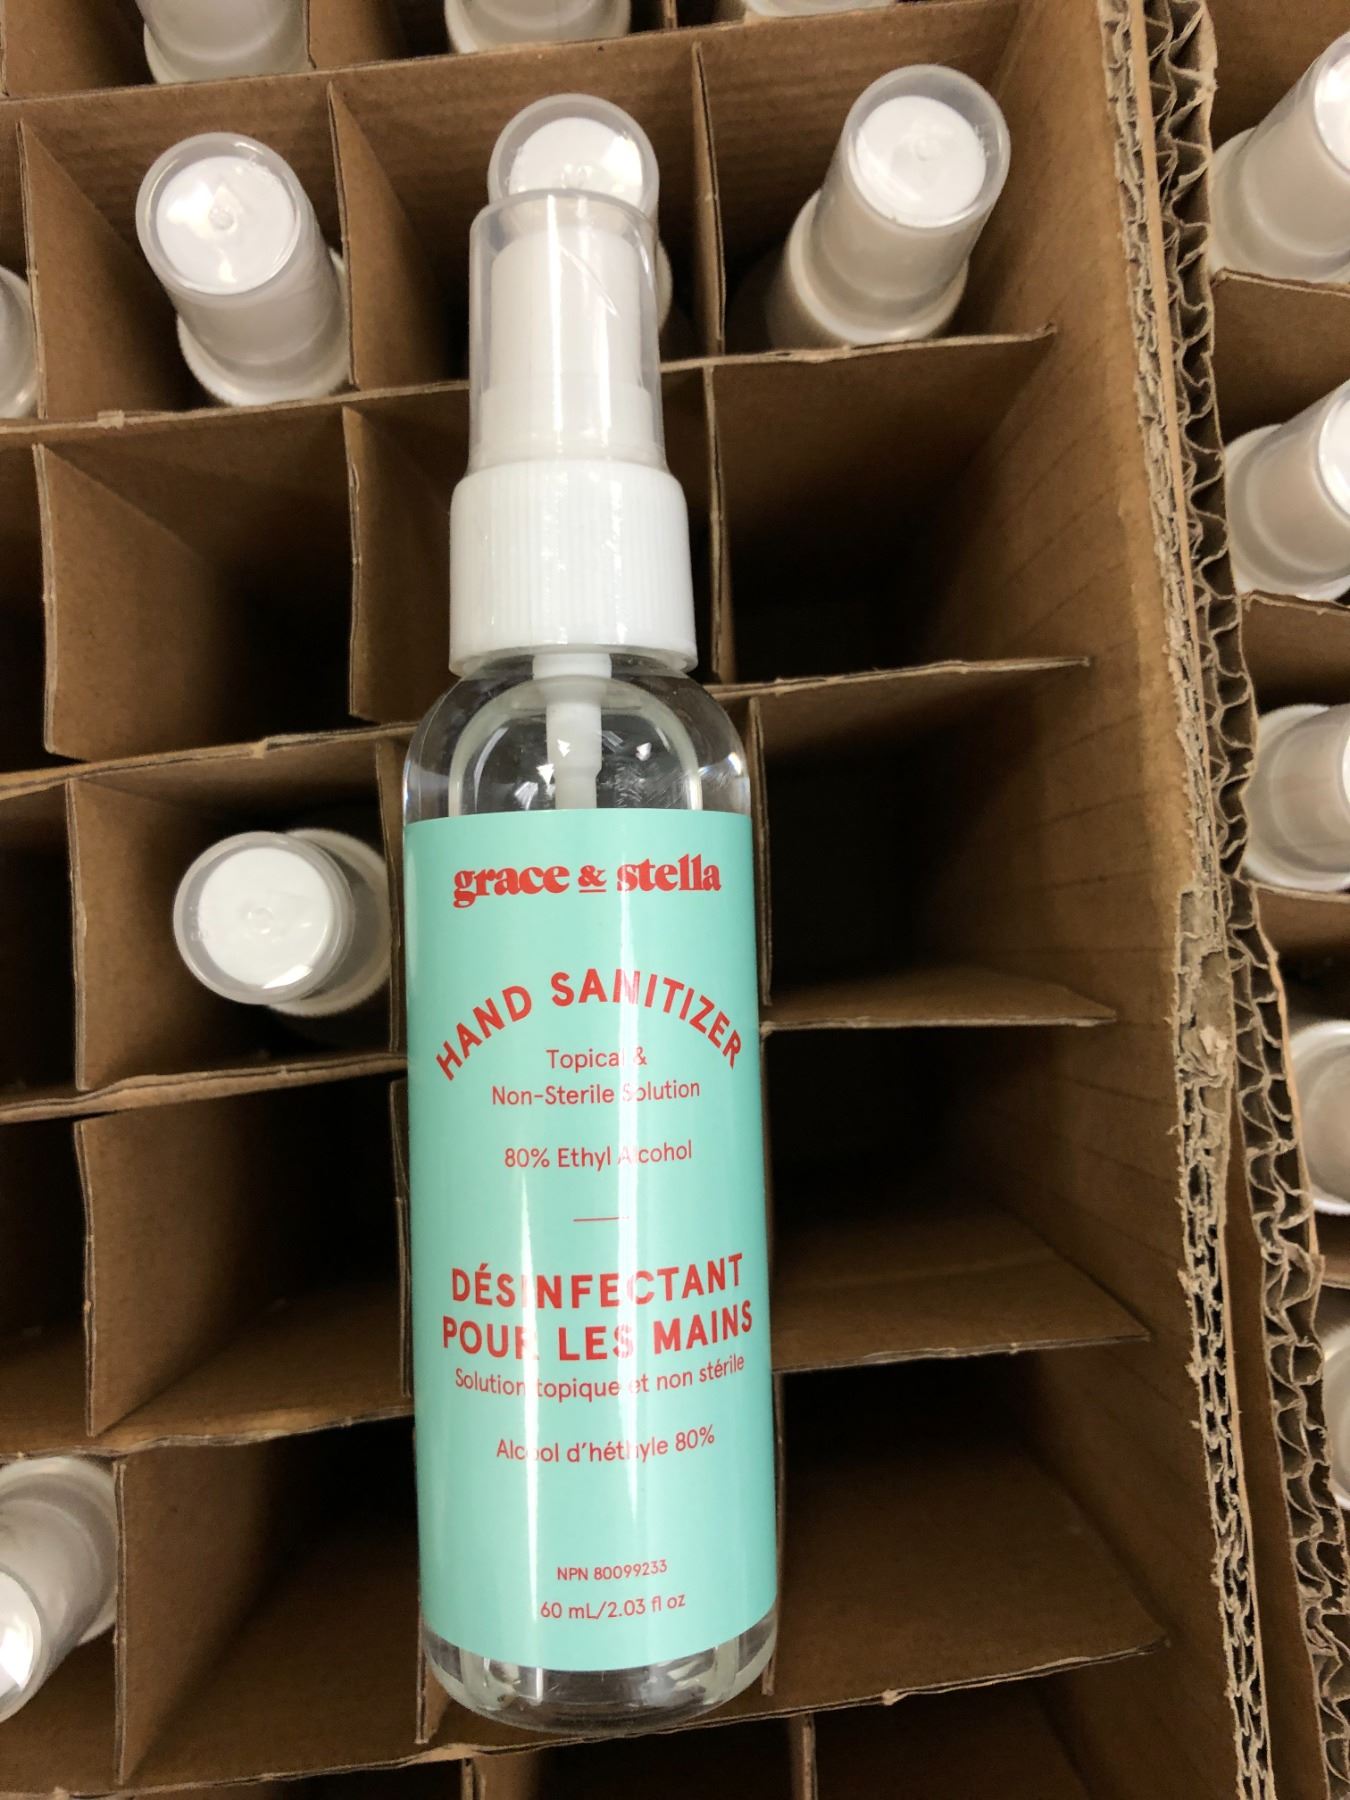 grace & stella
HAND SANITIZER
Topical &
Non-Sterile Solution
80% Ethyl Alcohol
DÉSINFECTANT
POUR LES MAINS
Solution topique et non stérile
Alcool d'héthyle 80%
NPN 80099233
60 mL/2.03 fl oz